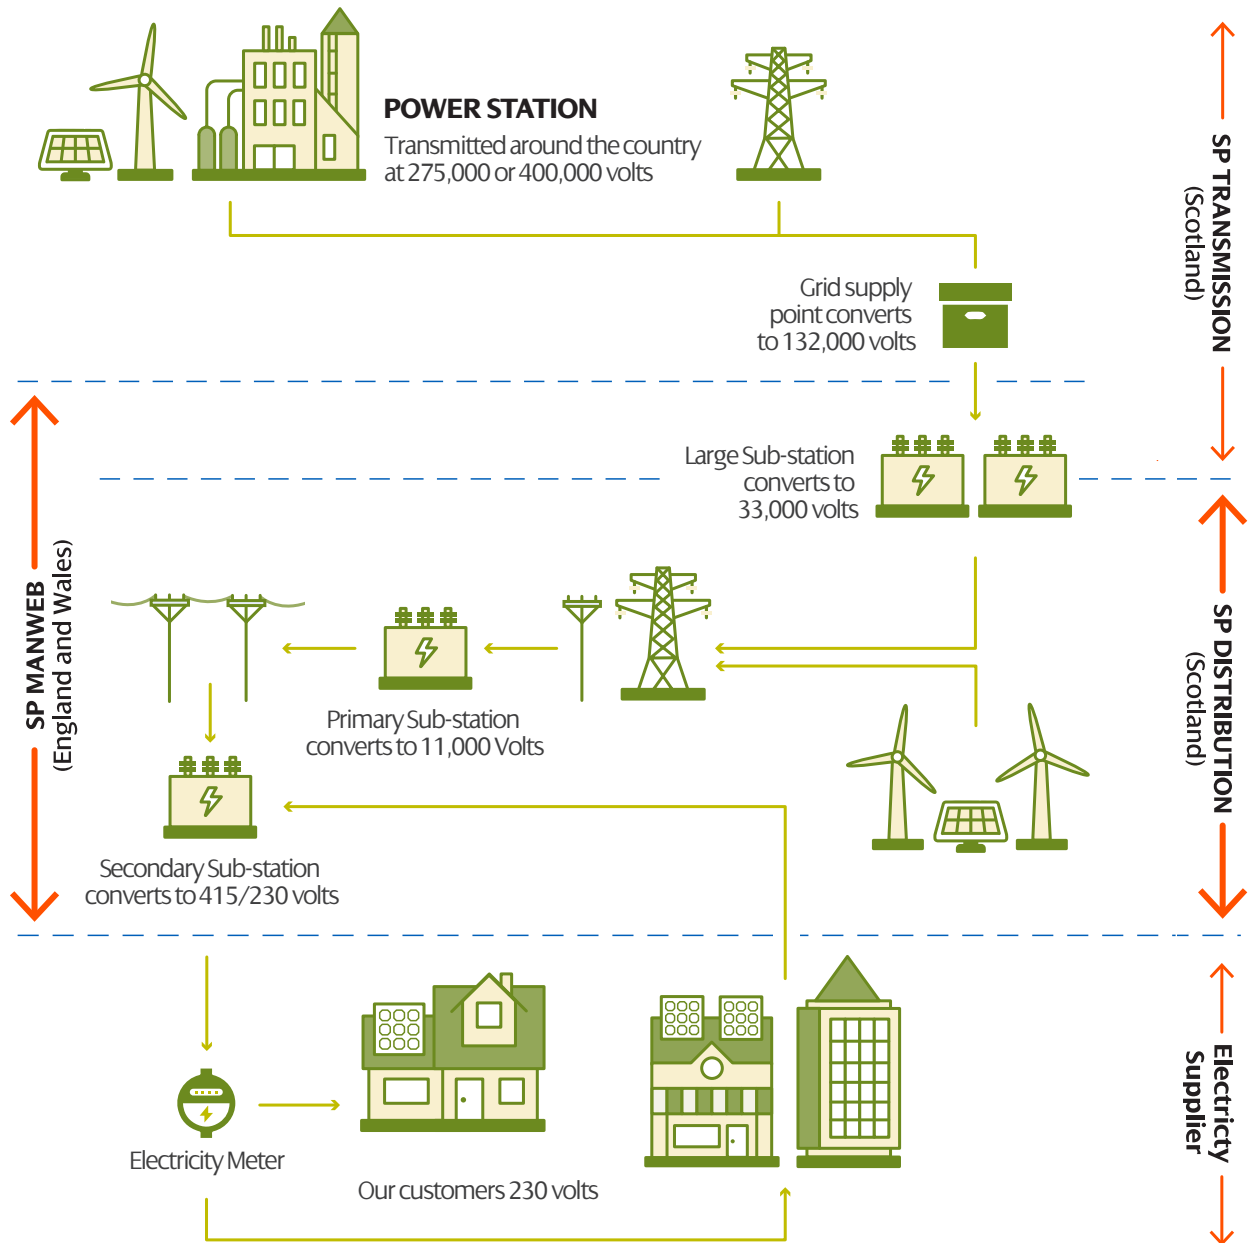 POWER STATION
Transmitted around the country
at 275,000 or 400,000 volts
SP TRANSMISSION
(Scotland)
Grid supply
point converts
to 132,000 volts
Large Sub-station
converts to
33,000 volts
SP MANWEB
(England and Wales)
SP DISTRIBUTION
(Scotland)
Primary Sub-station
converts to 11,000 Volts
Secondary Sub-station
converts to 415/230 volts
Electricty
Supplier
Electricity Meter
Our customers 230 volts